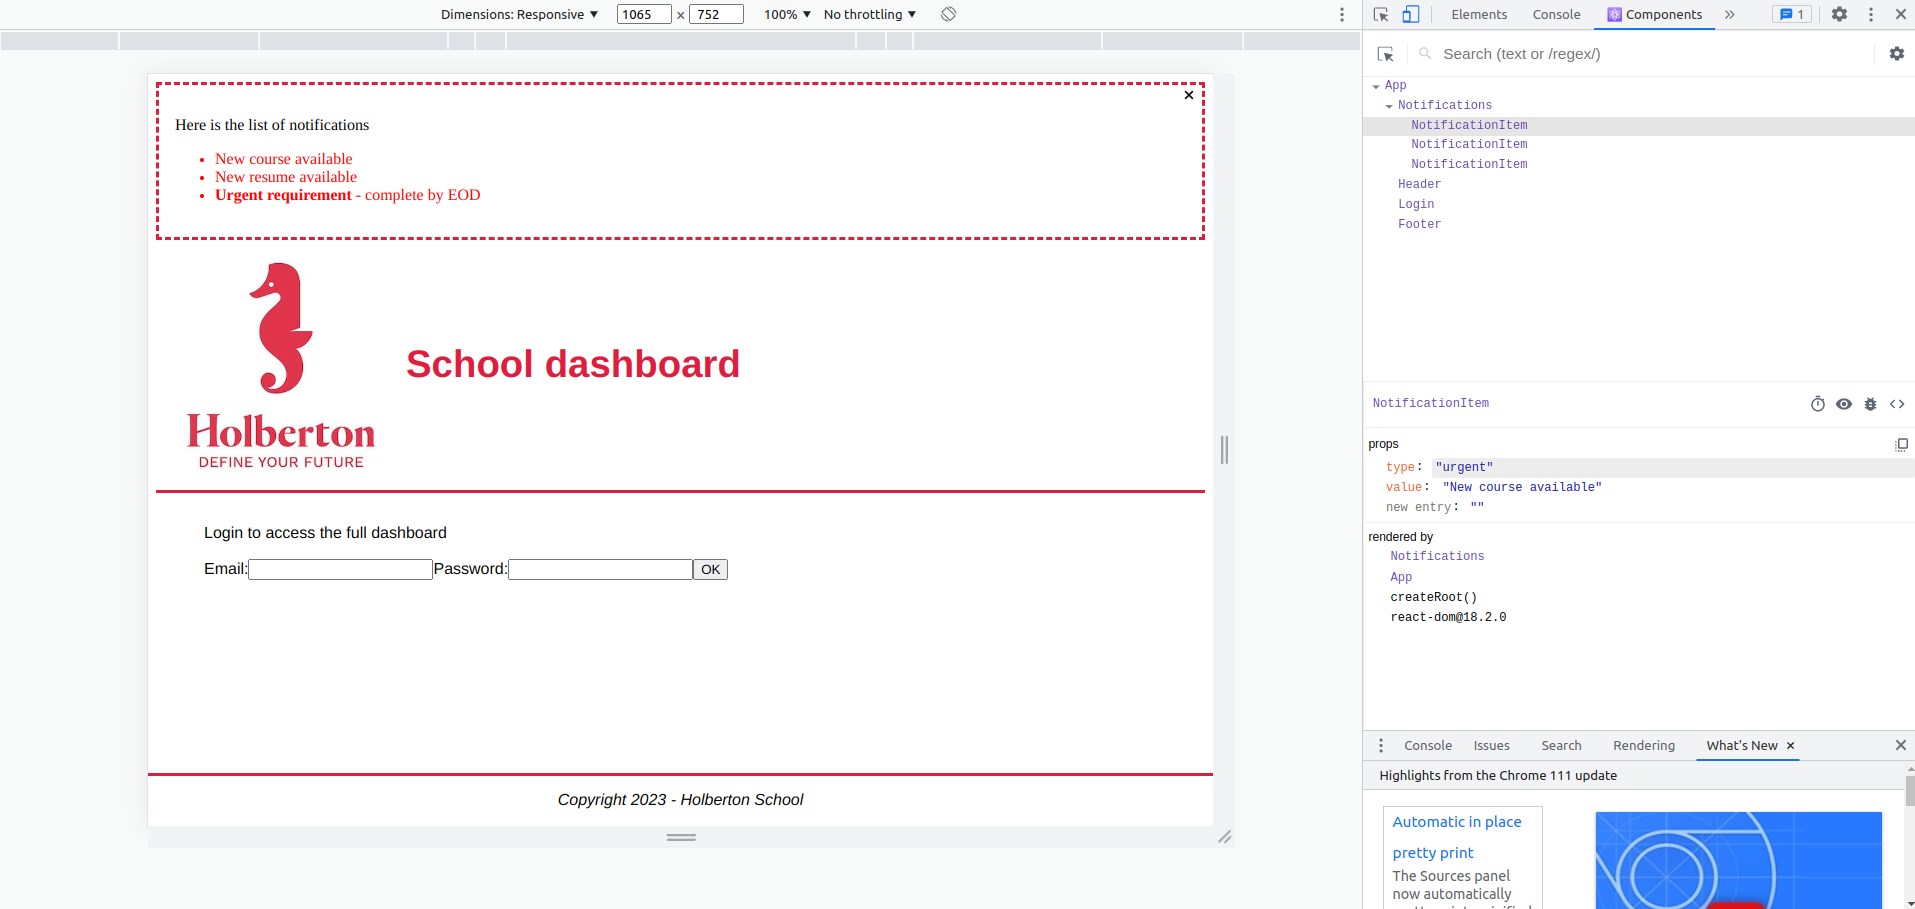 Dimensions: Responsive ▼ 1065 × 752 100% ▼ No throttling ▼
Elements Console Components » 1
Search (text or /regex/)
App
Notifications
NotificationItem
NotificationItem
NotificationItem
Header
Login
Footer
Here is the list of notifications
• New course available
• New resume available
• Urgent requirement - complete by EOD
School dashboard
Holberton
DEFINE YOUR FUTURE
Login to access the full dashboard
Email: Password: OK
Copyright 2023 - Holberton School
NotificationItem
props
type: "urgent"
value: "New course available"
new entry: ""
rendered by
Notifications
App
createRoot()
react-dom@18.2.0
Console Issues Search Rendering What's New ×
Highlights from the Chrome 111 update
Automatic in place
pretty print
The Sources panel
now automatically